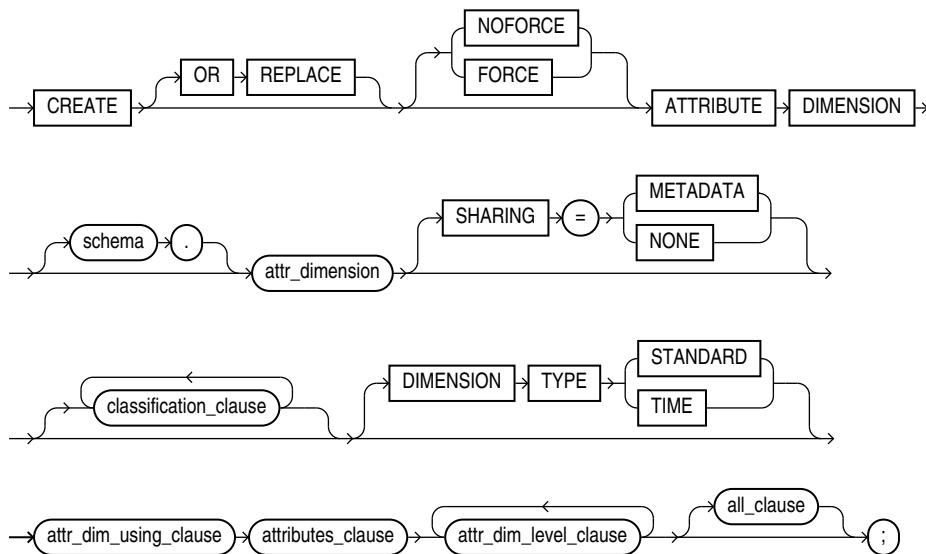 NOFORCE
OR REPLACE FORCE
CREATE ATTRIBUTE DIMENSION
METADATA
SHARING =
schema . NONE
attr_dimension
STANDARD
DIMENSION TYPE
classification_clause TIME
all_clause
attr_dim_using_clause attributes_clause attr_dim_level_clause ;